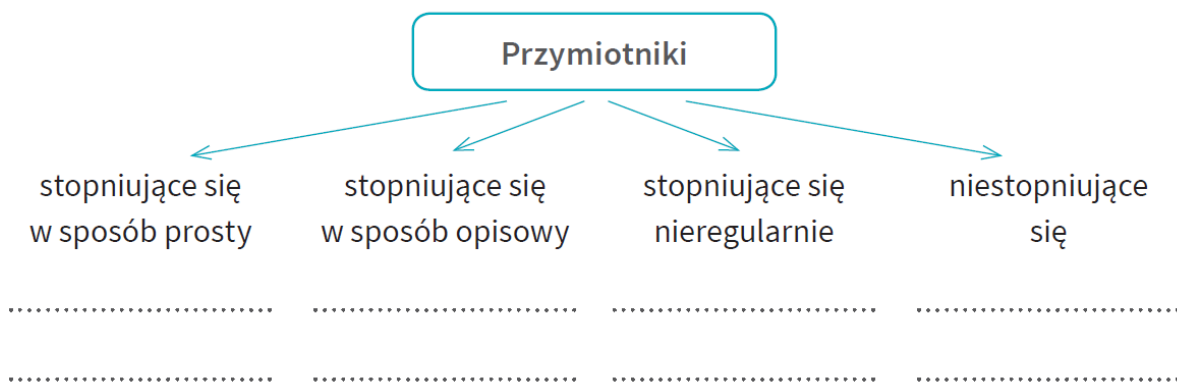 Przymiotniki
stopniujące się
w sposób prosty
stopniujące się
w sposób opisowy
stopniujące się
nieregularnie
niestopniujące
się